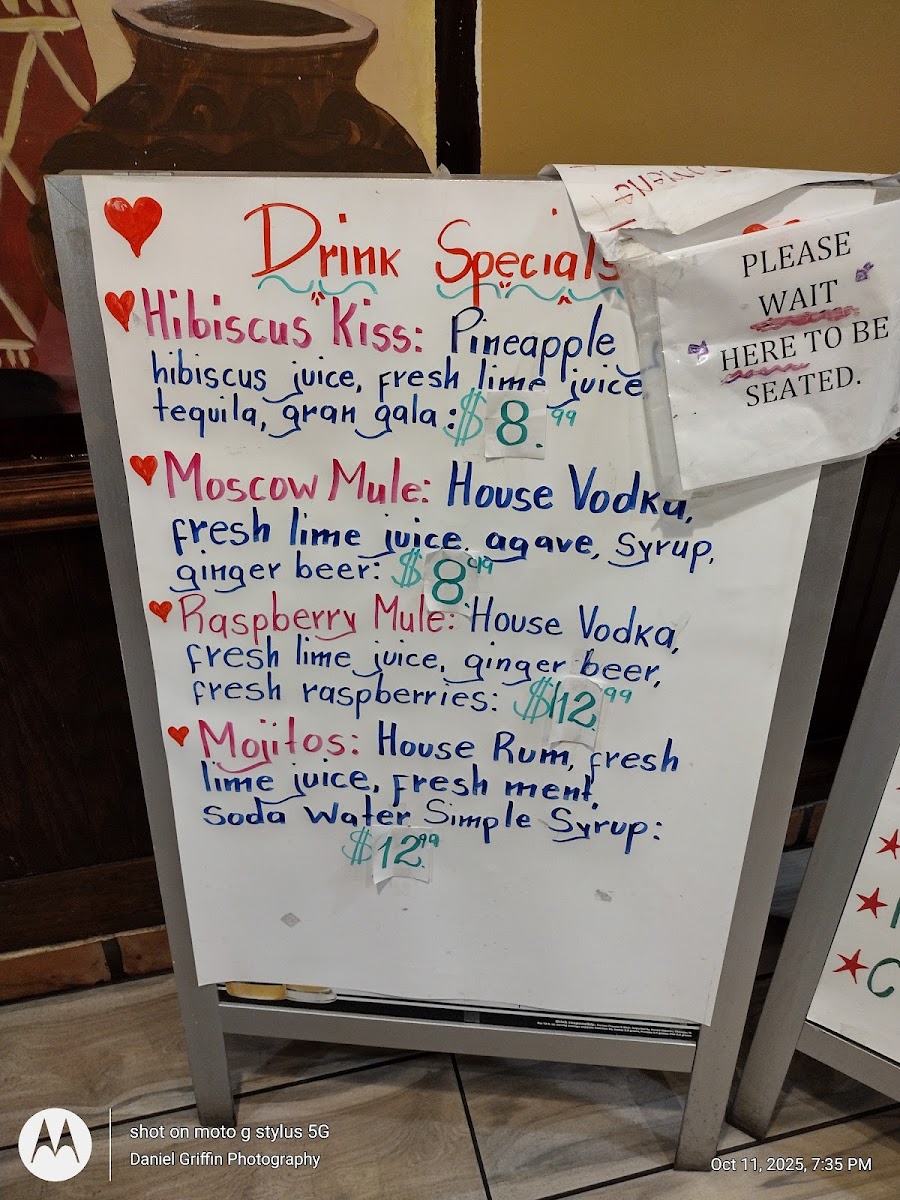 Drink Specials
PLEASE
WAIT
HERE TO BE
SEATED.
Hibiscus Kiss: Pineapple
hibiscus juice, fresh lime juice
tequila, gran gala: $8.99
Moscow Mule: House Vodka,
fresh lime juice, agave, syrup,
ginger beer: $8.99
Raspberry Mule: House Vodka,
fresh lime juice, ginger beer,
fresh raspberries: $12.99
Mojitos: House Rum, fresh
lime juice, fresh ment,
Soda Water Simple Syrup:
$12.99
shot on moto g stylus 5G
Daniel Griffin Photography
Oct 11, 2025, 7:35 PM